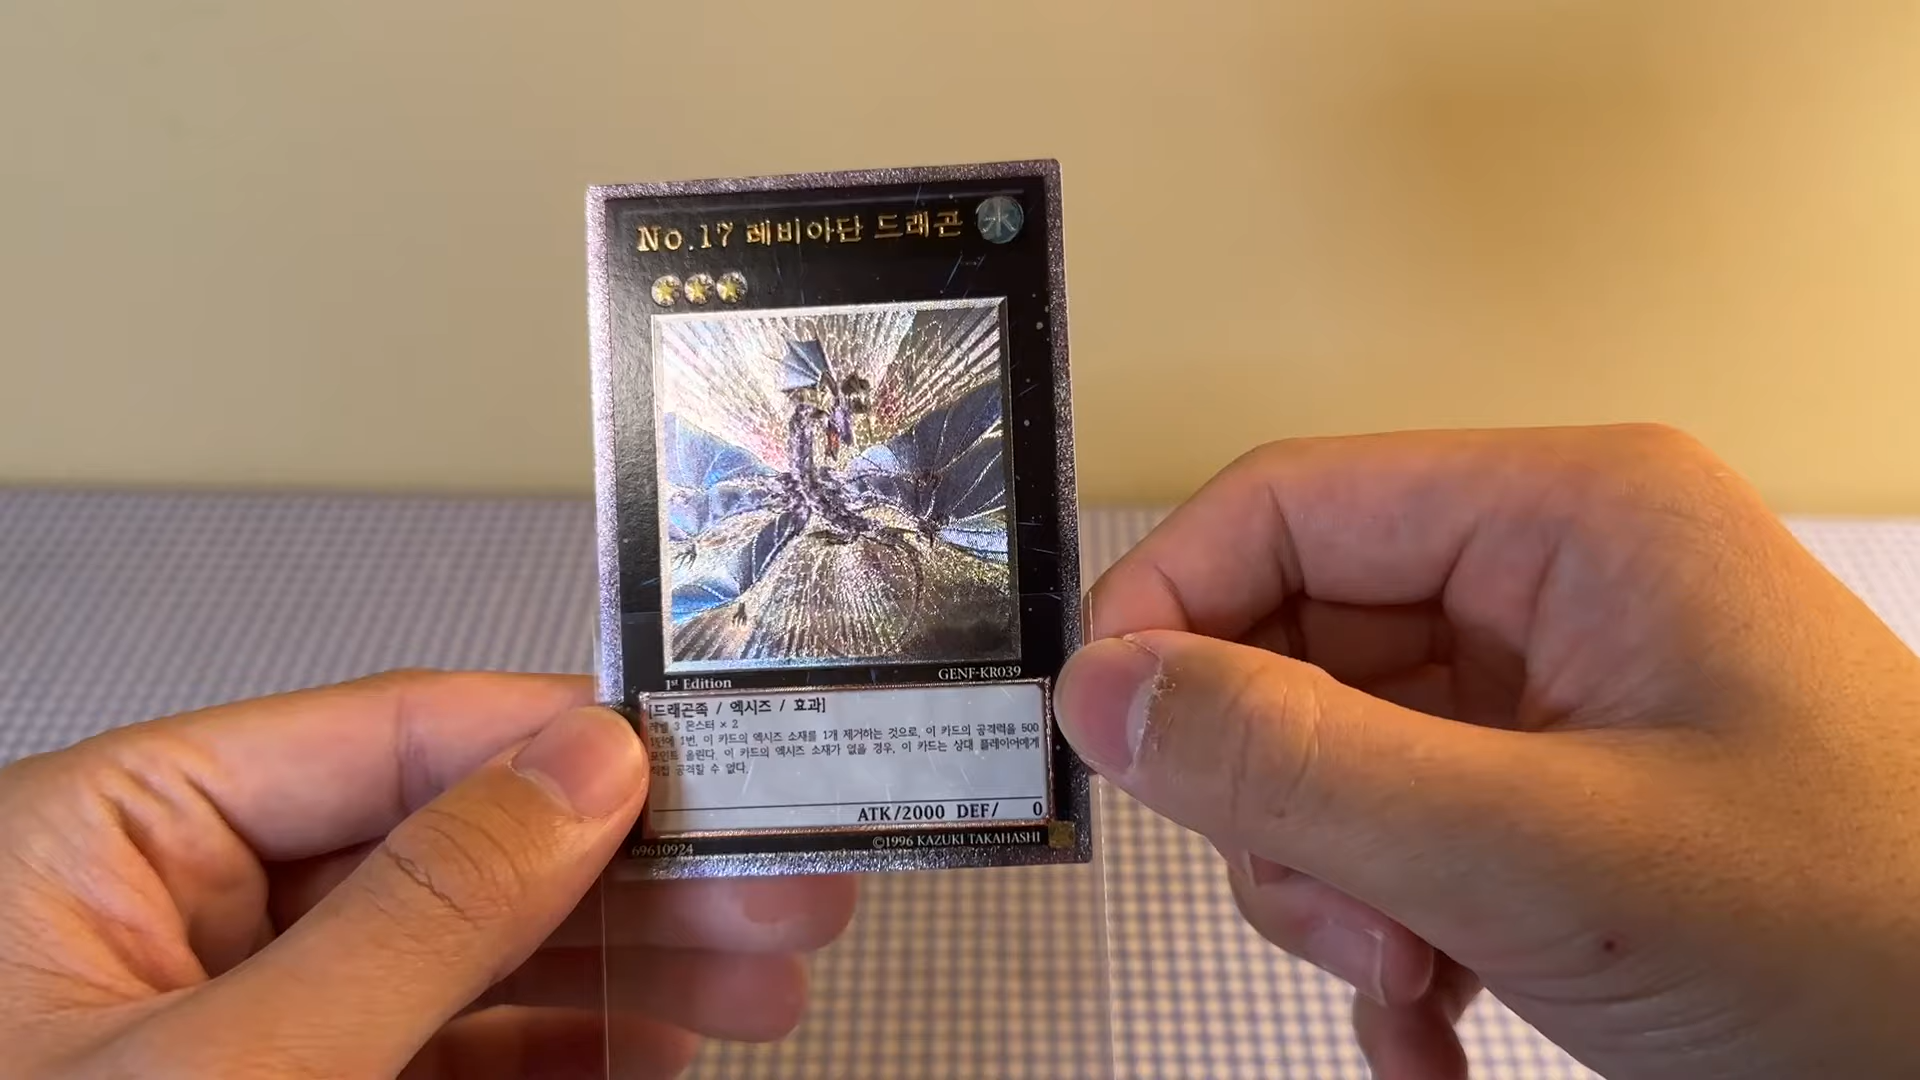 No.17 레비아단 드래곤
水
1st Edition
GENF-KR039
[드래곤족 / 엑시즈 / 효과]
레벨 3 몬스터 × 2
1턴에 1번, 이 카드의 엑시즈 소재를 1개 제거하는 것으로, 이 카드의 공격력을 500
포인트 올린다. 이 카드의 엑시즈 소재가 없을 경우, 이 카드는 상대 플레이어에게
직접 공격할 수 없다.
ATK/2000 DEF/ 0
69610924
©1996 KAZUKI TAKAHASHI